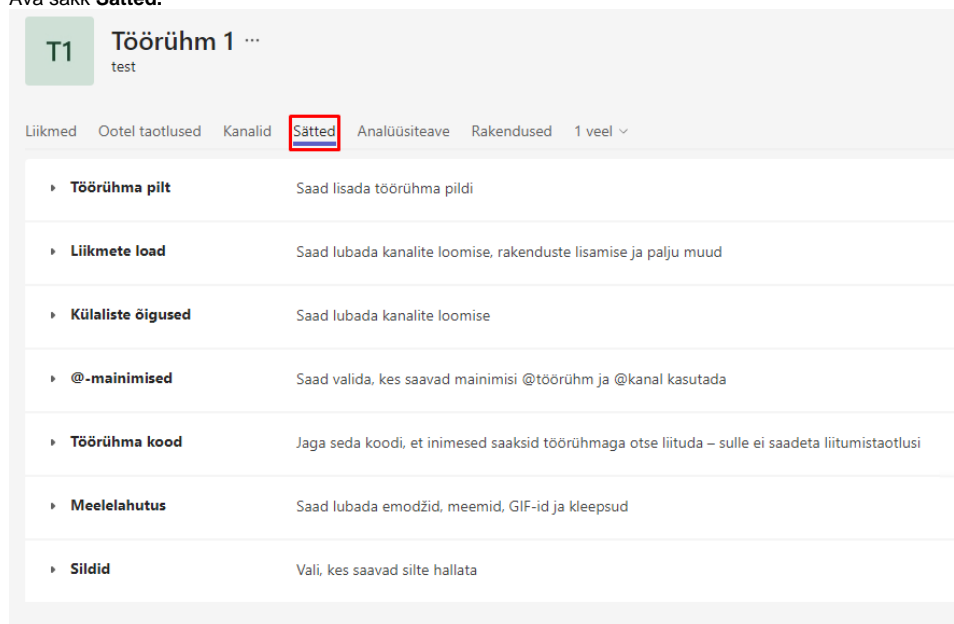 Ava sakk Sätted.
T1
Töörühm 1 ···
test
Liikmed Ootel taotlused Kanalid Sätted Analüüsiteave Rakendused 1 veel
Töörühma pilt Saad lisada töörühma pildi
Liikmete load Saad lubada kanalite loomise, rakenduste lisamise ja palju muud
Külaliste õigused Saad lubada kanalite loomise
@-mainimised Saad valida, kes saavad mainimisi @töörühm ja @kanal kasutada
Töörühma kood Jaga seda koodi, et inimesed saaksid töörühmaga otse liituda – sulle ei saadeta liitumistaotlusi
Meelelahutus Saad lubada emodžid, meemid, GIF-id ja kleepsud
Sildid Vali, kes saavad silte hallata